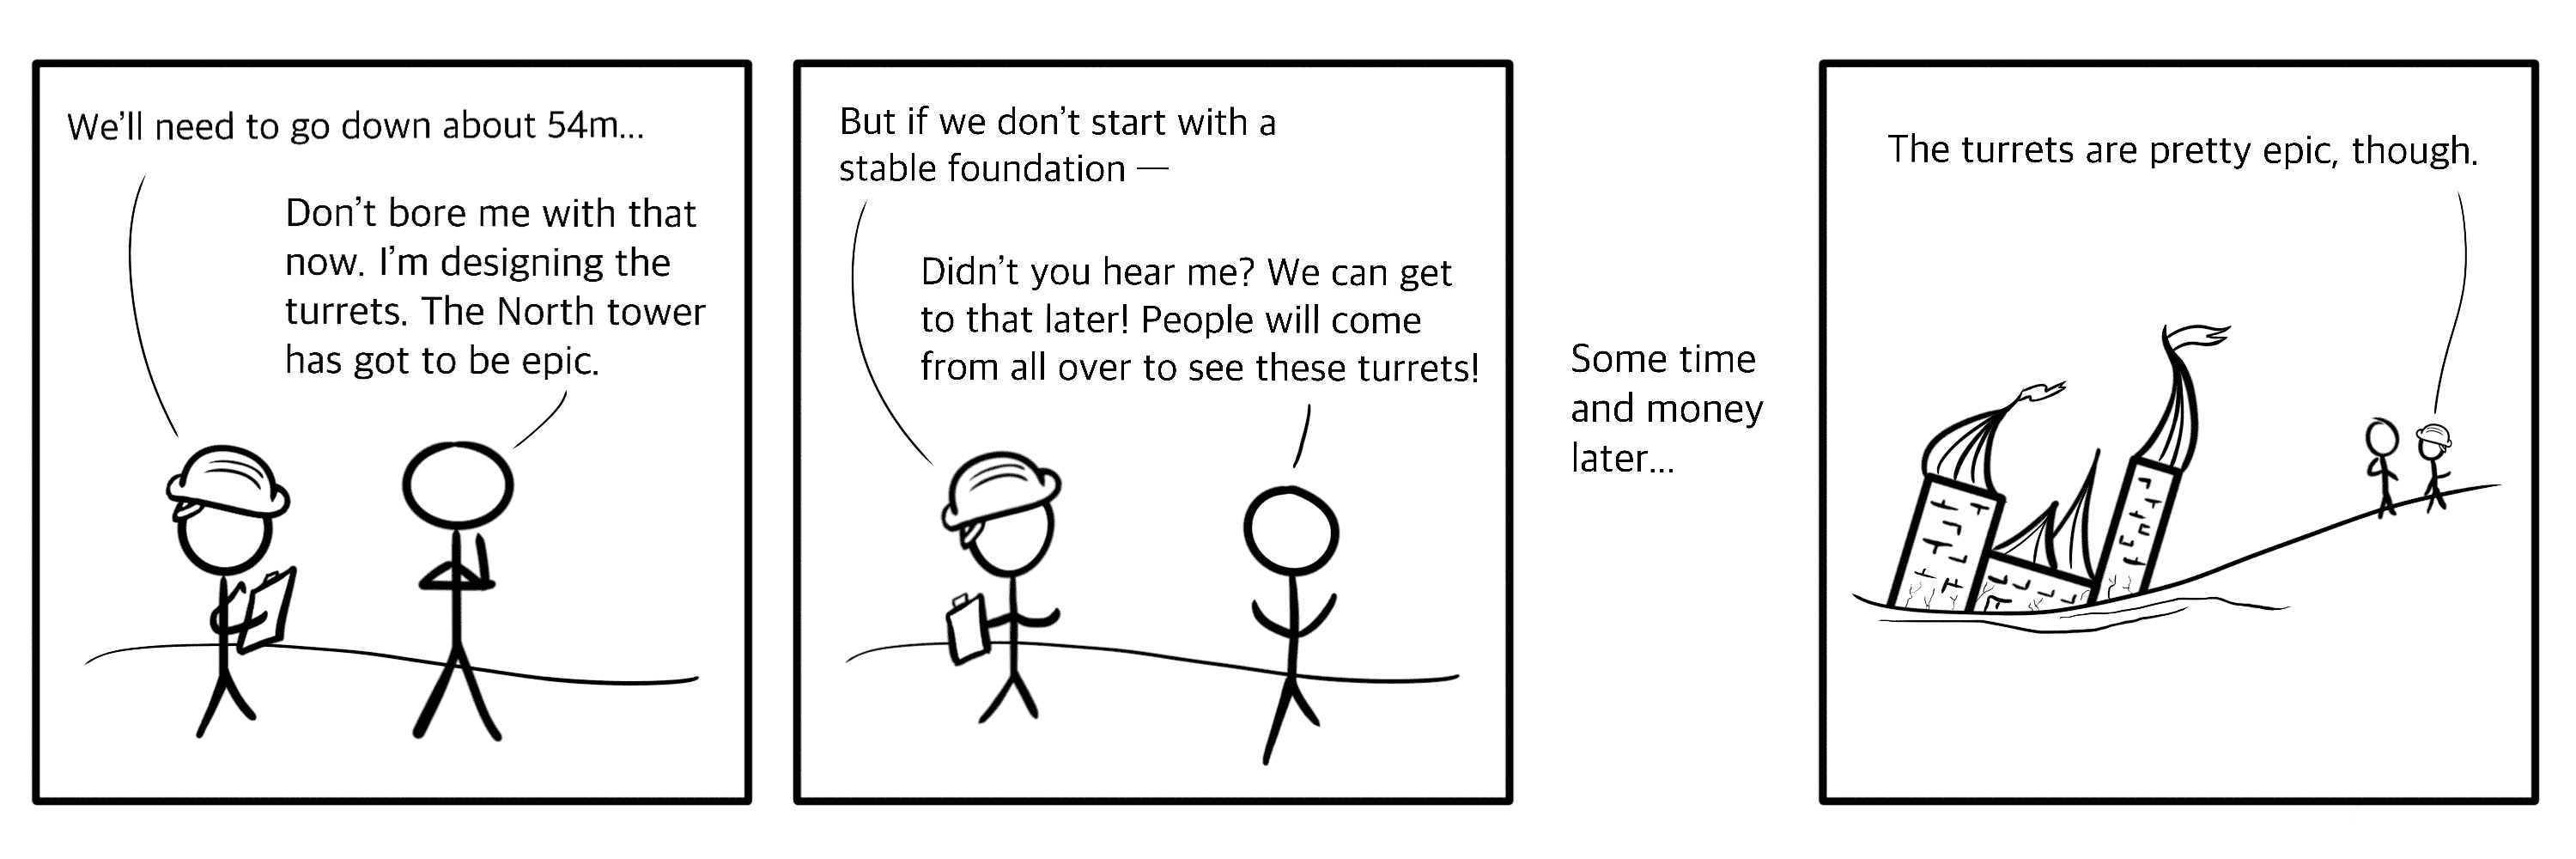 We'll need to go down about 54m...
Don't bore me with that
now. I'm designing the
turrets. The North tower
has got to be epic.
But if we don't start with a
stable foundation —
Didn't you hear me? We can get
to that later! People will come
from all over to see these turrets!
Some time
and money
later...
The turrets are pretty epic, though.